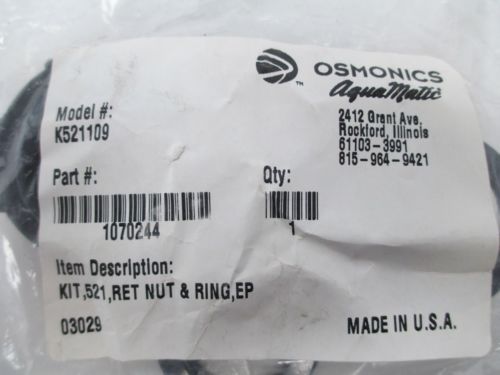 OSMONICS
AquaMatic
™
2412 Grant Ave.
Rockford, Illinois
61103-3991
815-964-9421
Model #:
K521109
Part #:
1070244
Qty:
1
Item Description:
KIT,521,RET NUT & RING,EP
03029
MADE IN U.S.A.